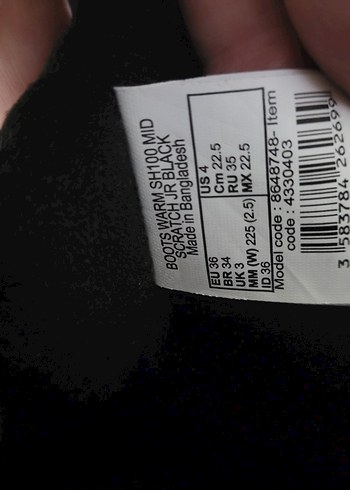 BOOTS WARM SH100 MID
SCRATCH JR BLACK
Made in Bangladesh
EU 36 US 4
BR 34 Cm 22.5
UK 3 RU 35
MM (W) 225 (2.5) MX 22.5
ID 36
Model code : 8648748- Item
code : 4330403
3 583784 262699